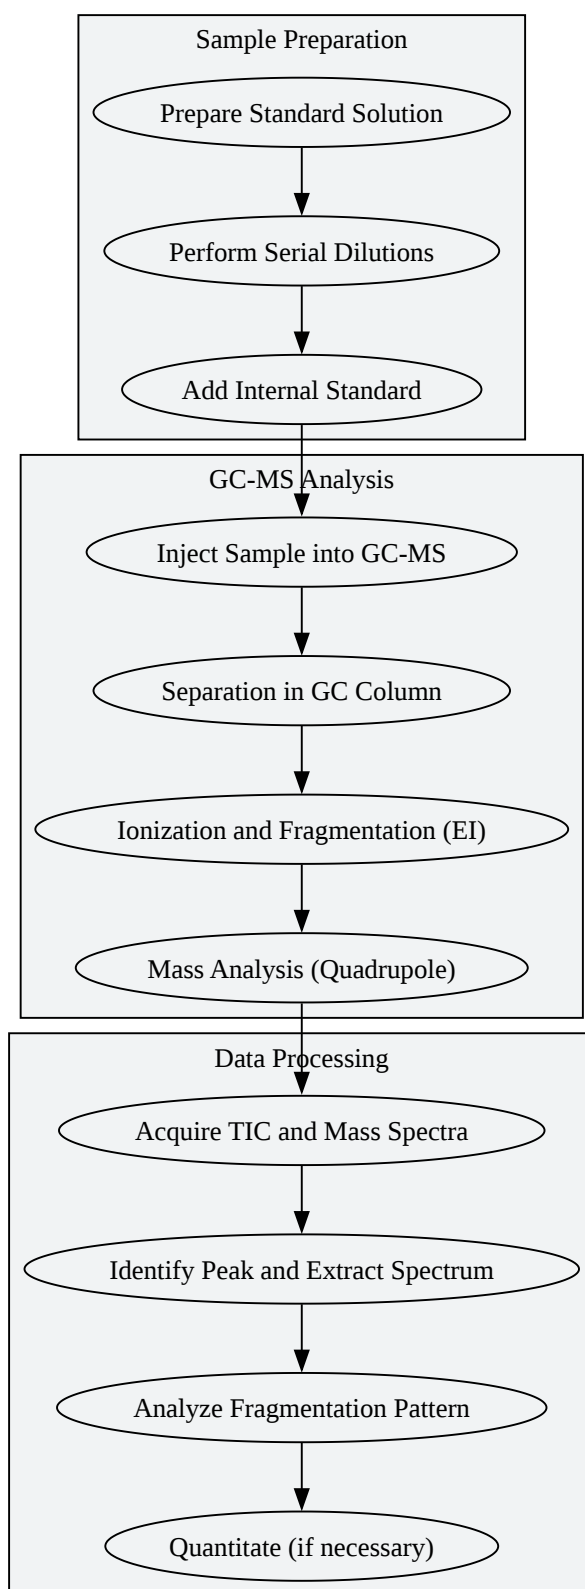 Sample Preparation
Prepare Standard Solution
Perform Serial Dilutions
Add Internal Standard
GC-MS Analysis
Inject Sample into GC-MS
Separation in GC Column
Ionization and Fragmentation (EI)
Mass Analysis (Quadrupole)
Data Processing
Acquire TIC and Mass Spectra
Identify Peak and Extract Spectrum
Analyze Fragmentation Pattern
Quantitate (if necessary)